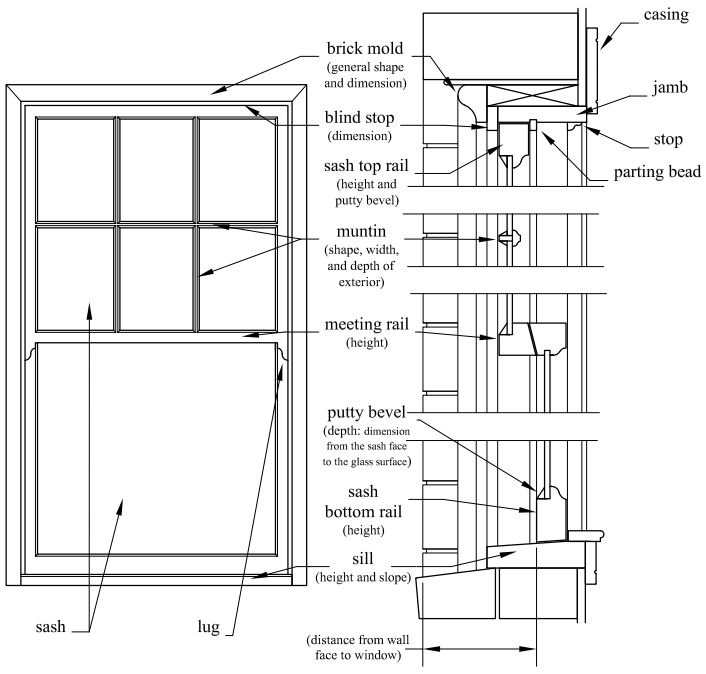 casing
brick mold
(general shape
and dimension)
jamb
blind stop
(dimension)
stop
sash top rail
(height and
putty bevel)
parting bead
muntin
(shape, width,
and depth of
exterior)
meeting rail
(height)
putty bevel
(depth: dimension
from the sash face
to the glass surface)
sash
bottom rail
(height)
sill
(height and slope)
sash
lug
(distance from wall
face to window)